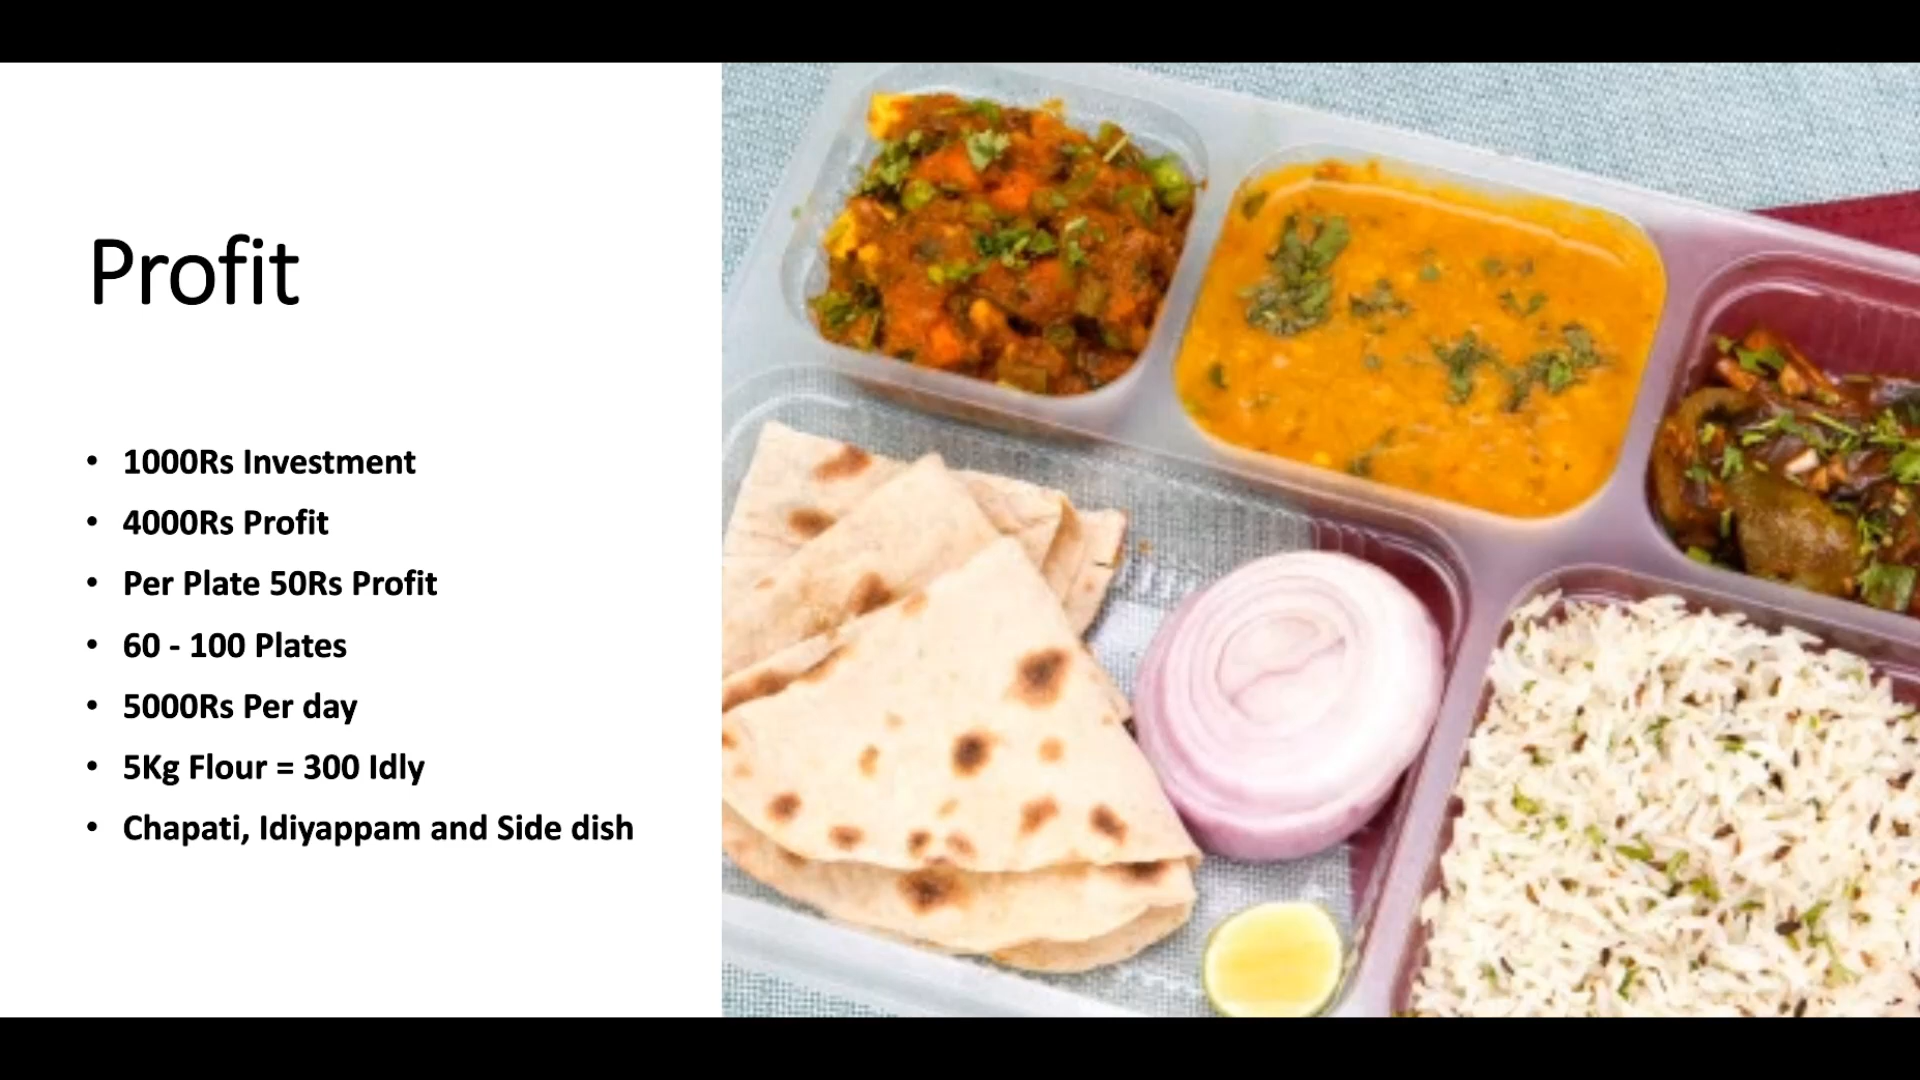 Profit
• 1000Rs Investment
• 4000Rs Profit
• Per Plate 50Rs Profit
• 60 - 100 Plates
• 5000Rs Per day
• 5Kg Flour = 300 Idly
• Chapati, Idiyappam and Side dish